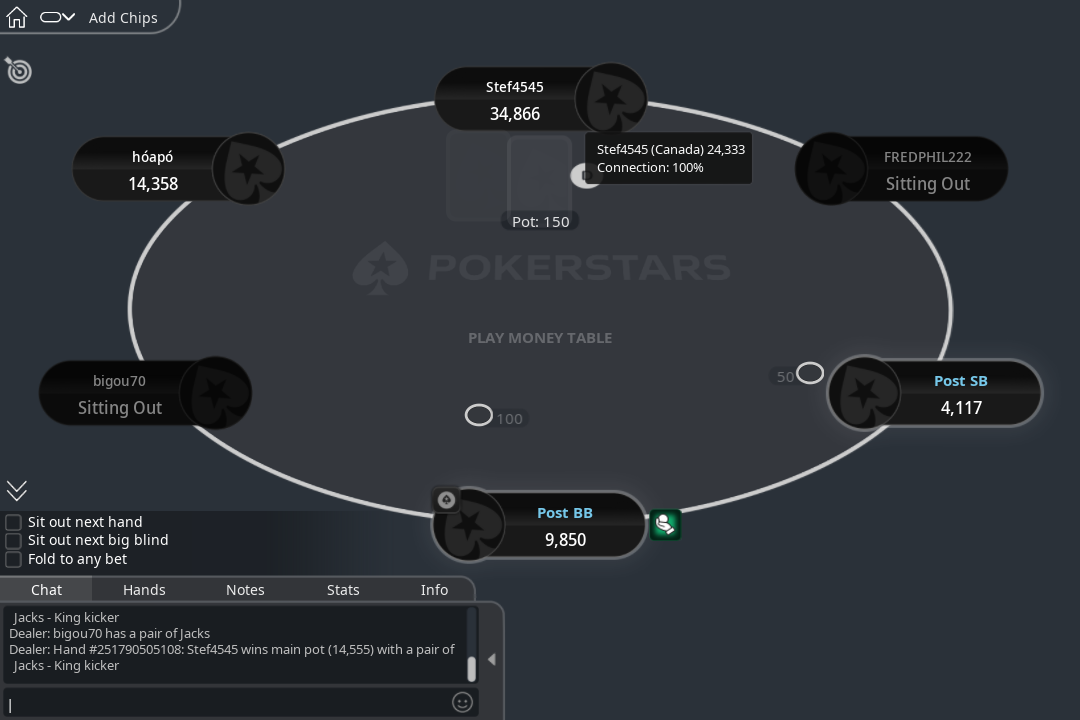 Add Chips
Stef4545
34,866
Stef4545 (Canada) 24,333
Connection: 100%
hóapó
14,358
FREDPHIL222
Sitting Out
D
Pot: 150
POKERSTARS
PLAY MONEY TABLE
bigou70
Sitting Out
50
Post SB
4,117
100
Post BB
9,850
Sit out next hand
Sit out next big blind
Fold to any bet
Chat
Hands
Notes
Stats
Info
Jacks - King kicker
Dealer: bigou70 has a pair of Jacks
Dealer: Hand #251790505108: Stef4545 wins main pot (14,555) with a pair of
Jacks - King kicker